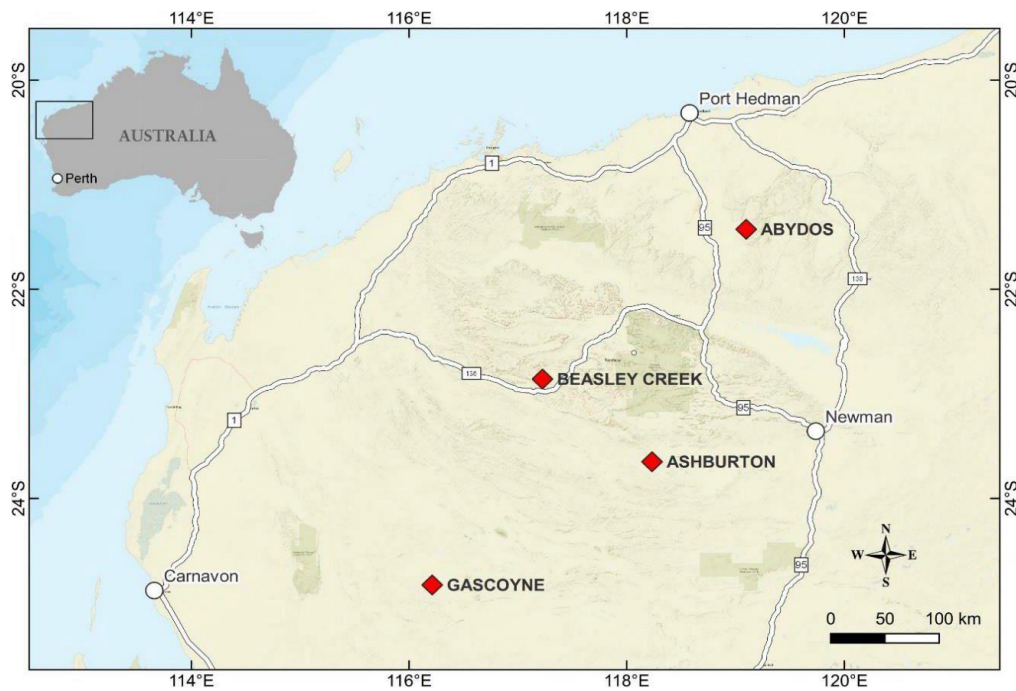 114°E 116°E 118°E 120°E
20°S 20°S
Port Hedman
AUSTRALIA
Perth
1
95
ABYDOS
22°S 22°S
138
136
BEASLEY CREEK
95
1
Newman
ASHBURTON
24°S 24°S
N
W E
S
95
Carnavon
GASCOYNE
0 50 100 km
114°E 116°E 118°E 120°E